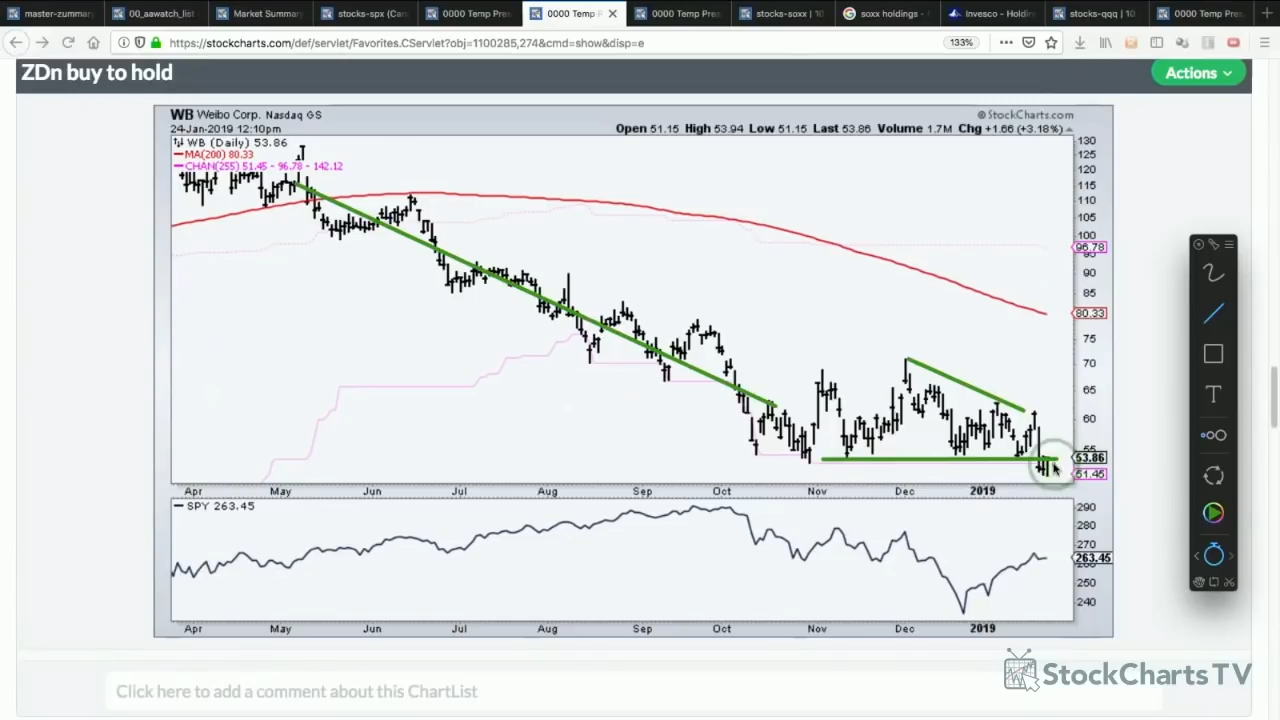 master-zummary
00_aawatch_list
Market Summary
stocks-spx (Can
0000 Temp Pres
0000 Temp P
0000 Temp Pres
stocks-soxx | 10
soxx holdings -
Invesco - Holdin
stocks-qqq | 10
0000 Temp Pres
https://stockcharts.com/def/servlet/Favorites.CServlet?obj=1100285,274&cmd=show&disp=e
133%
ZDn buy to hold
Actions
WB Weibo Corp. Nasdaq GS
© StockCharts.com
24-Jan-2019 12:10pm
Open 51.15 High 53.94 Low 51.15 Last 53.86 Volume 1.7M Chg +1.66 (+3.18%)
WB (Daily) 53.86
MA(200) 80.33
CHAN(255) 51.45 - 96.78 - 142.12
130
125
120
115
110
105
100
96.78
90
85
80.33
75
70
65
60
55
53.86
51.45
Apr May Jun Jul Aug Sep Oct Nov Dec 2019
SPY 263.45
290
280
270
263.45
250
240
Apr May Jun Jul Aug Sep Oct Nov Dec 2019
T
StockChartsTV
Click here to add a comment about this ChartList